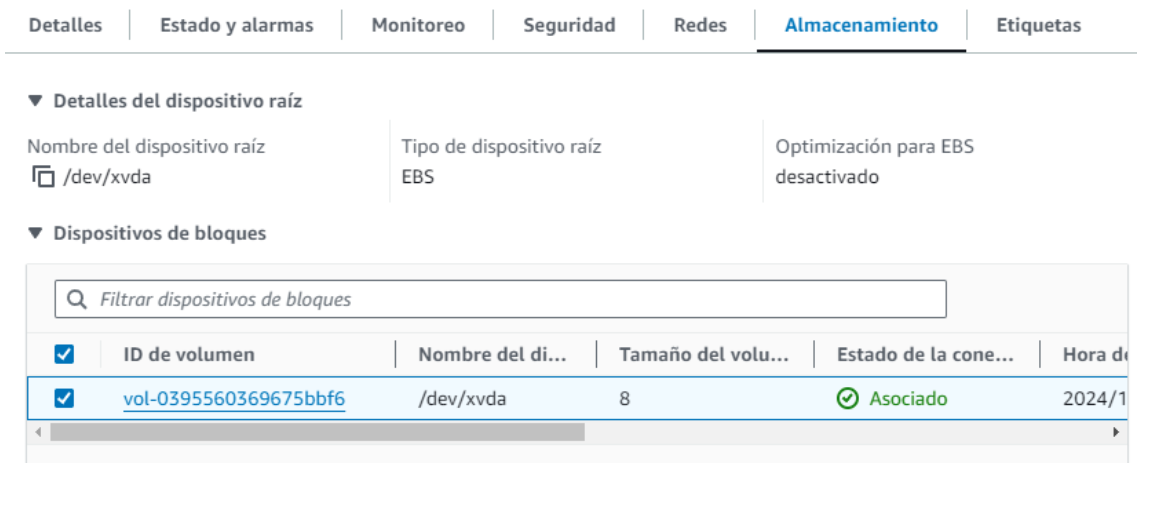 Detalles Estado y alarmas Monitoreo Seguridad Redes Almacenamiento Etiquetas
Detalles del dispositivo raíz
Nombre del dispositivo raíz Tipo de dispositivo raíz Optimización para EBS
/dev/xvda EBS desactivado
Dispositivos de bloques
Filtrar dispositivos de bloques
ID de volumen Nombre del di... Tamaño del volu... Estado de la cone... Hora de
vol-0395560369675bbf6 /dev/xvda 8 Asociado 2024/1